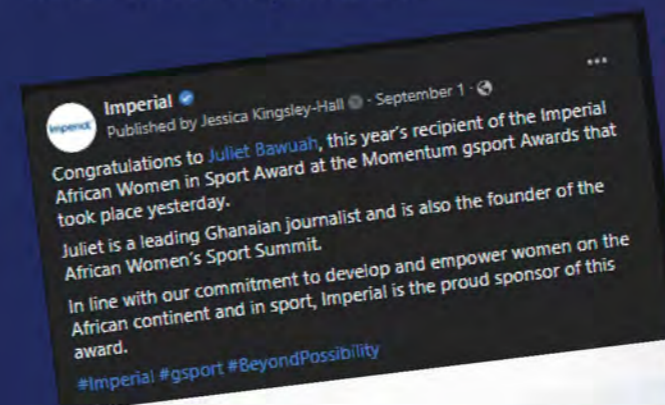 Imperial
Imperial
Published by Jessica Kingsley-Hall · September 1 ·
Congratulations to Juliet Bawuah, this year's recipient of the Imperial
African Women in Sport Award at the Momentum gsport Awards that
took place yesterday.
Juliet is a leading Ghanaian journalist and is also the founder of the
African Women's Sport Summit.
In line with our commitment to develop and empower women on the
African continent and in sport, Imperial is the proud sponsor of this
award.
#Imperial #gsport #BeyondPossibility